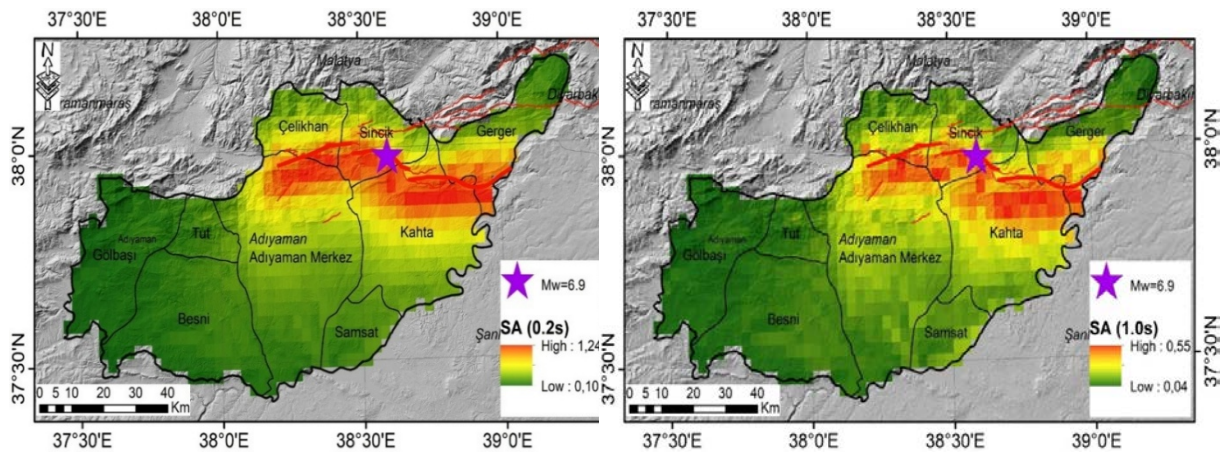 37°30'E 38°0'E 38°30'E 39°0'E
N
Malatya
ramanmaraş
Diyarbakır
Çelikhan
Sincik
Gerger
38°0'N
Adıyaman
Gölbaşı
Tut
Adıyaman
Adıyaman Merkez
Kahta
Besni
Samsat
Şanl
37°30'N
Mw=6.9
SA (0.2s)
High : 1,24
Low : 0,10
0 5 10 20 30 40
Km
37°30'E 38°0'E 38°30'E 39°0'E
37°30'E 38°0'E 38°30'E 39°0'E
N
Malatya
ramanmaraş
Diyarbakır
Çelikhan
Sincik
Gerger
38°0'N
Adıyaman
Gölbaşı
Tut
Adıyaman
Adıyaman Merkez
Kahta
Besni
Samsat
Şanl
37°30'N
Mw=6.9
SA (1.0s)
High : 0,55
Low : 0,04
0 5 10 20 30 40
Km
37°30'E 38°0'E 38°30'E 39°0'E